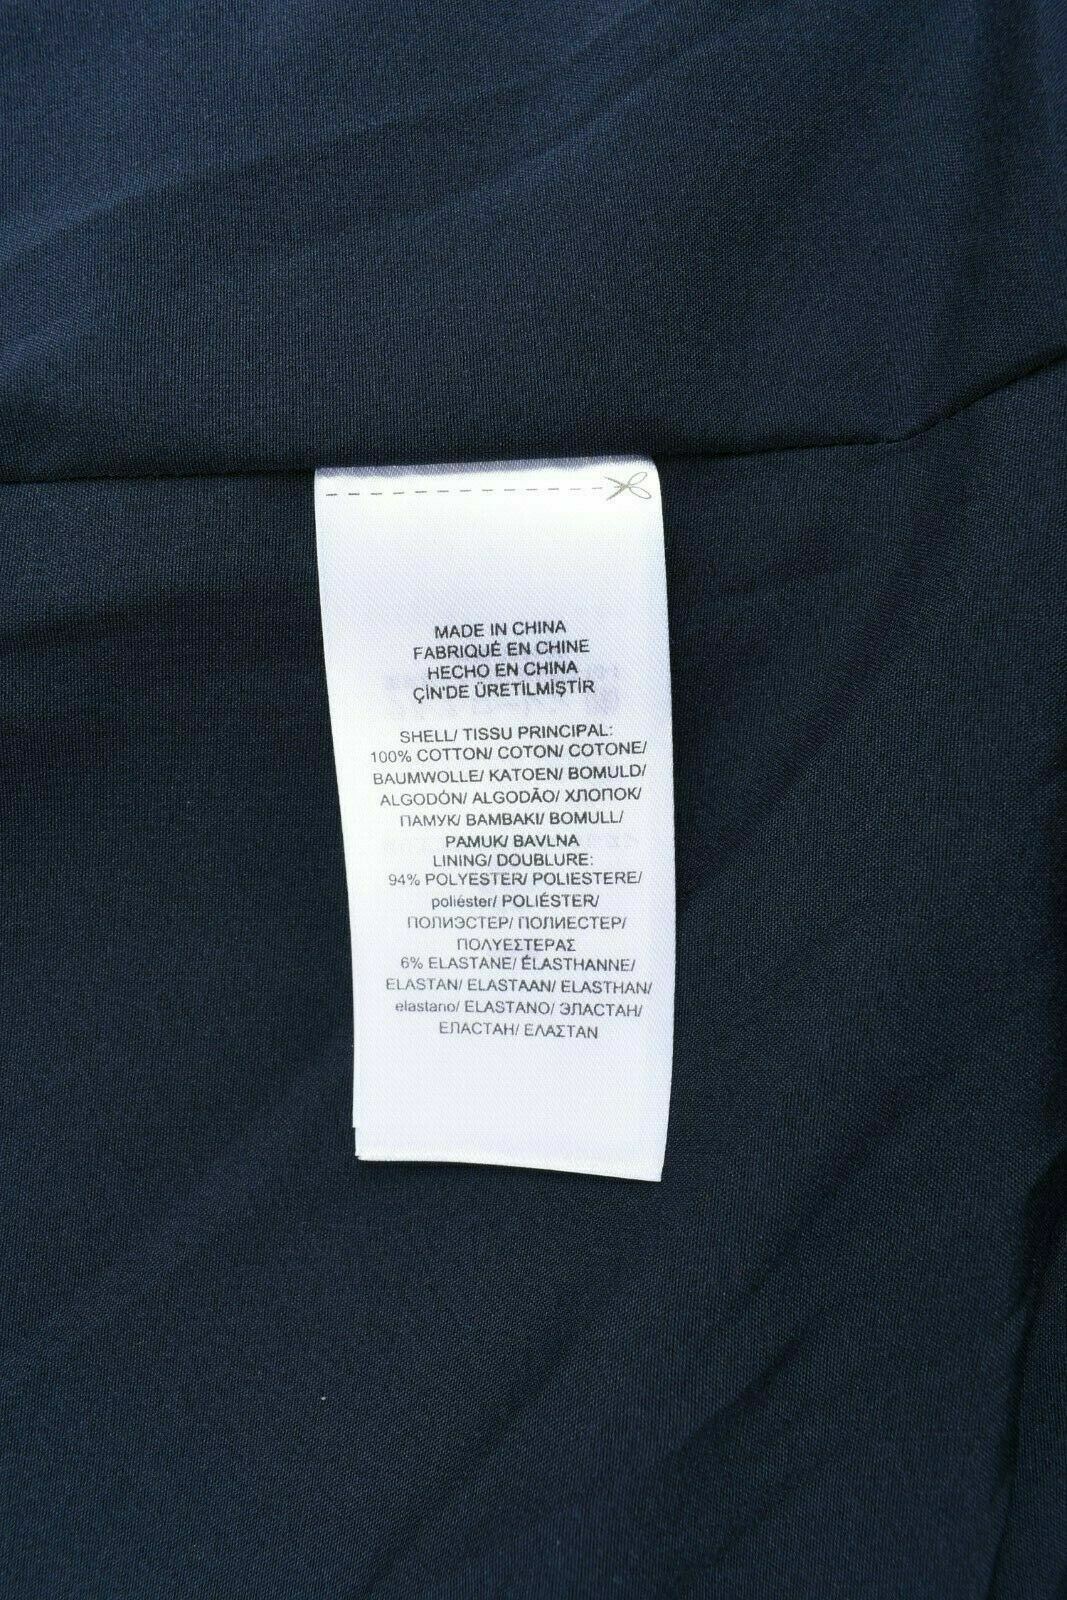 MADE IN CHINA
FABRIQUÉ EN CHINE
HECHO EN CHINA
ÇİN'DE ÜRETİLMİŞTİR
SHELL/ TISSU PRINCIPAL:
100% COTTON/ COTON/ COTONE/
BAUMWOLLE/ KATOEN/ BOMULD/
ALGODÓN/ ALGODÃO/ ХЛОПОК/
ПАМУК/ ΒΑΜΒΑΚΙ/ BOMULL/
PAMUK/ BAVLNA
LINING/ DOUBLURE:
94% POLYESTER/ POLIESTERE/
poliéster/ POLIÉSTER/
ПОЛИЭСТЕР/ ПОЛИЕСТЕР/
ΠΟΛΥΕΣΤΕΡΑΣ
6% ELASTANE/ ÉLASTHANNE/
ELASTAN/ ELASTAAN/ ELASTHAN/
elastano/ ELASTANO/ ЭЛАСТАН/
ЕЛАСТАН/ ΕΛΑΣΤΑΝ